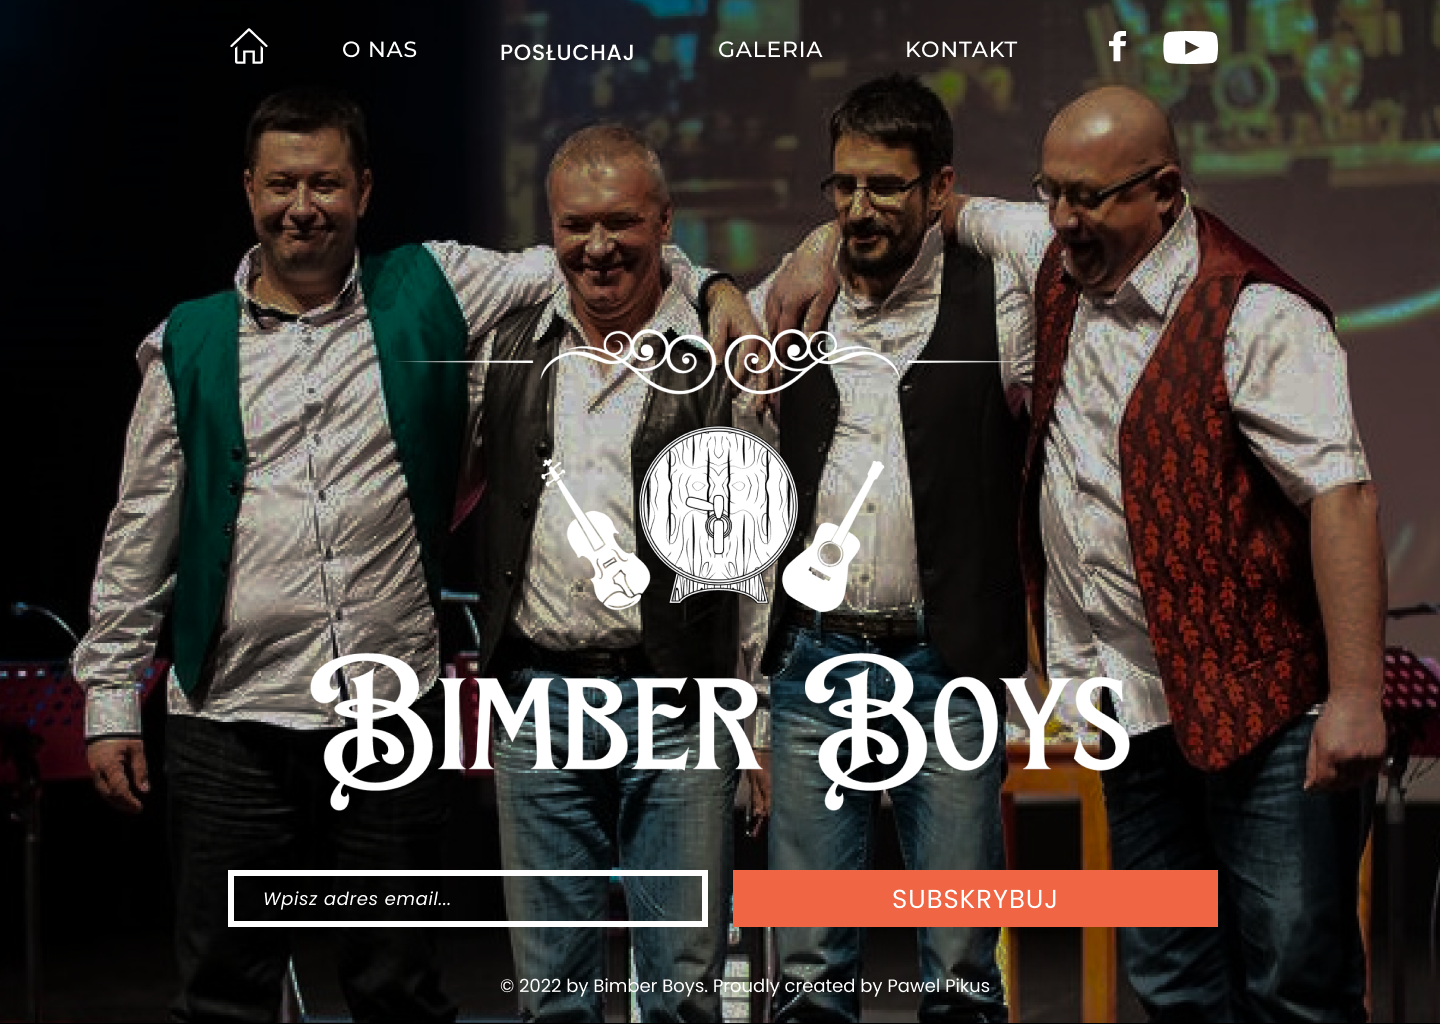 O NAS
POSŁUCHAJ
GALERIA
KONTAKT
BIMBER BOYS
Wpisz adres email...
SUBSKRYBUJ
© 2022 by Bimber Boys. Proudly created by Pawel Pikus